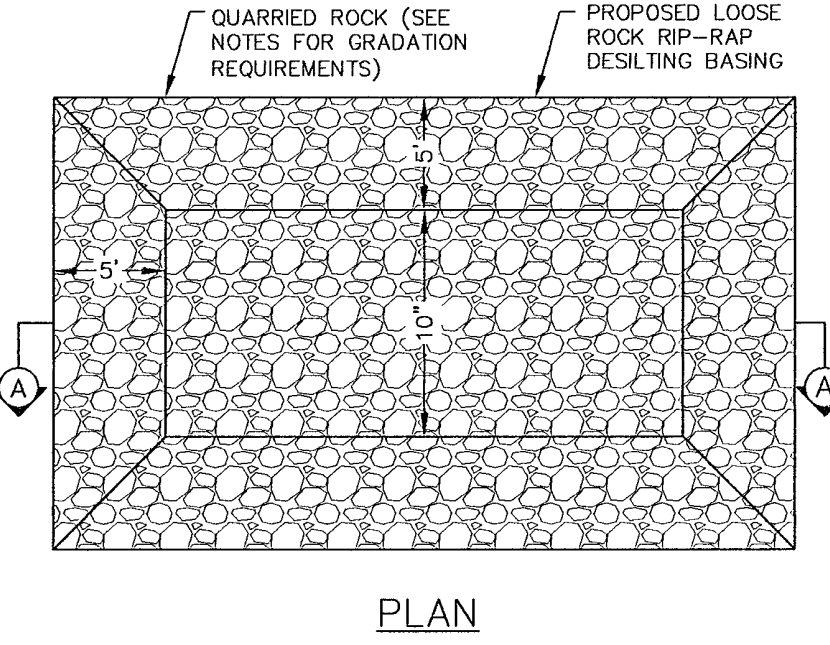 QUARRIED ROCK (SEE
NOTES FOR GRADATION
REQUIREMENTS)
PROPOSED LOOSE
ROCK RIP-RAP
DESILTING BASING
5'
5'
10"
A
A
PLAN